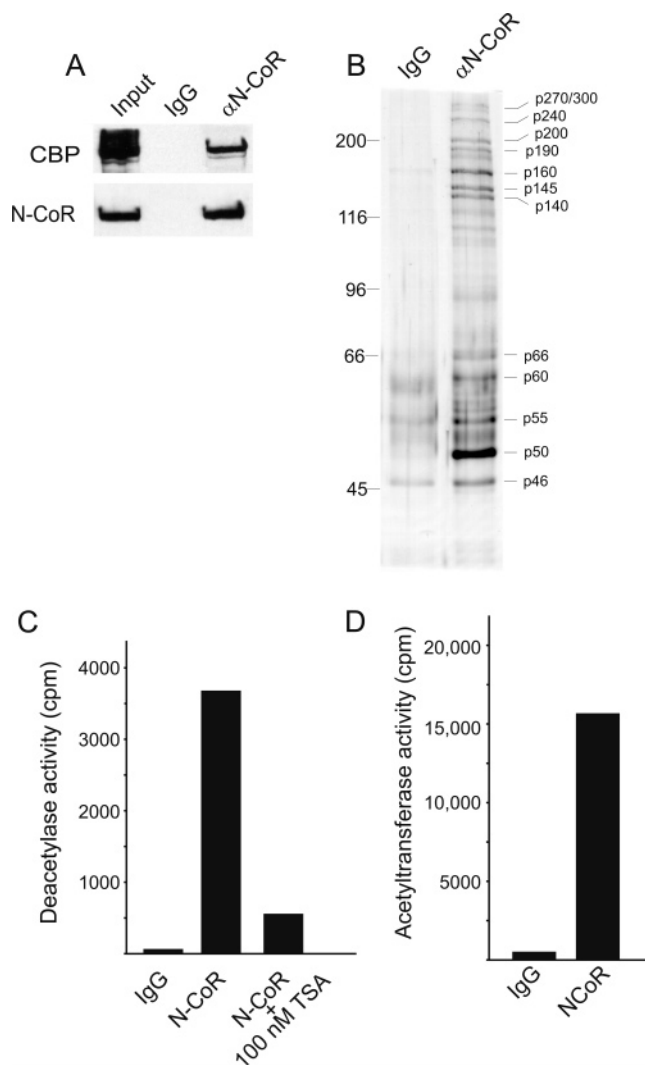 A
Input
IgG
αN-CoR
CBP
N-CoR
B
IgG
αN-CoR
200
116
96
66
45
p270/300
p240
p200
p190
p160
p145
p140
p66
p60
p55
p50
p46
C
Deacetylase activity (cpm)
4000
3000
2000
1000
IgG
N-CoR
N-CoR
+
100 nM TSA
D
Acetyltransferase activity (cpm)
20,000
15,000
10,000
5000
IgG
NCoR